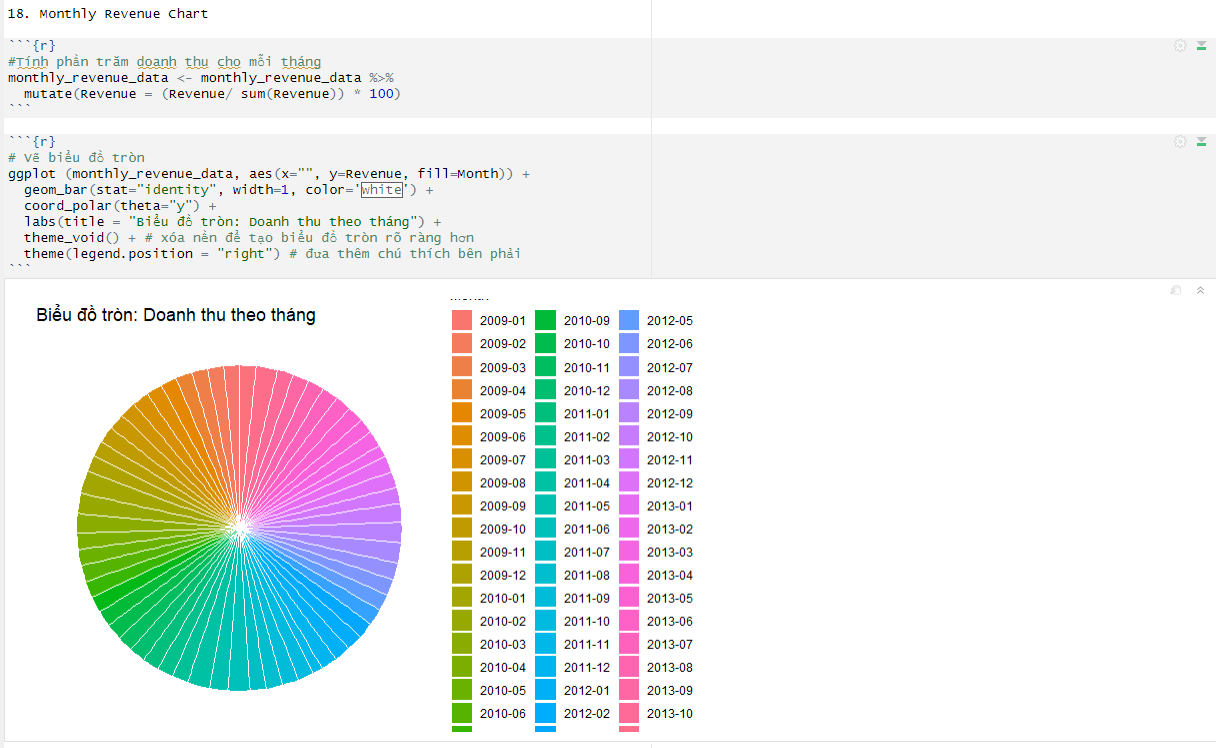 18. Monthly Revenue Chart
```{r}
#Tính phần trăm doanh thu cho mỗi tháng
monthly_revenue_data <- monthly_revenue_data %>%
mutate(Revenue = (Revenue/ sum(Revenue)) * 100)
```
```{r}
# Vẽ biểu đồ tròn
ggplot (monthly_revenue_data, aes(x="", y=Revenue, fill=Month)) +
geom_bar(stat="identity", width=1, color='white') +
coord_polar(theta="y") +
labs(title = "Biểu đồ tròn: Doanh thu theo tháng") +
theme_void() + # xóa nền để tạo biểu đồ tròn rõ ràng hơn
theme(legend.position = "right") # đưa thêm chú thích bên phải
```
Biểu đồ tròn: Doanh thu theo tháng
2009-01 2010-09 2012-05
2009-02 2010-10 2012-06
2009-03 2010-11 2012-07
2009-04 2010-12 2012-08
2009-05 2011-01 2012-09
2009-06 2011-02 2012-10
2009-07 2011-03 2012-11
2009-08 2011-04 2012-12
2009-09 2011-05 2013-01
2009-10 2011-06 2013-02
2009-11 2011-07 2013-03
2009-12 2011-08 2013-04
2010-01 2011-09 2013-05
2010-02 2011-10 2013-06
2010-03 2011-11 2013-07
2010-04 2011-12 2013-08
2010-05 2012-01 2013-09
2010-06 2012-02 2013-10